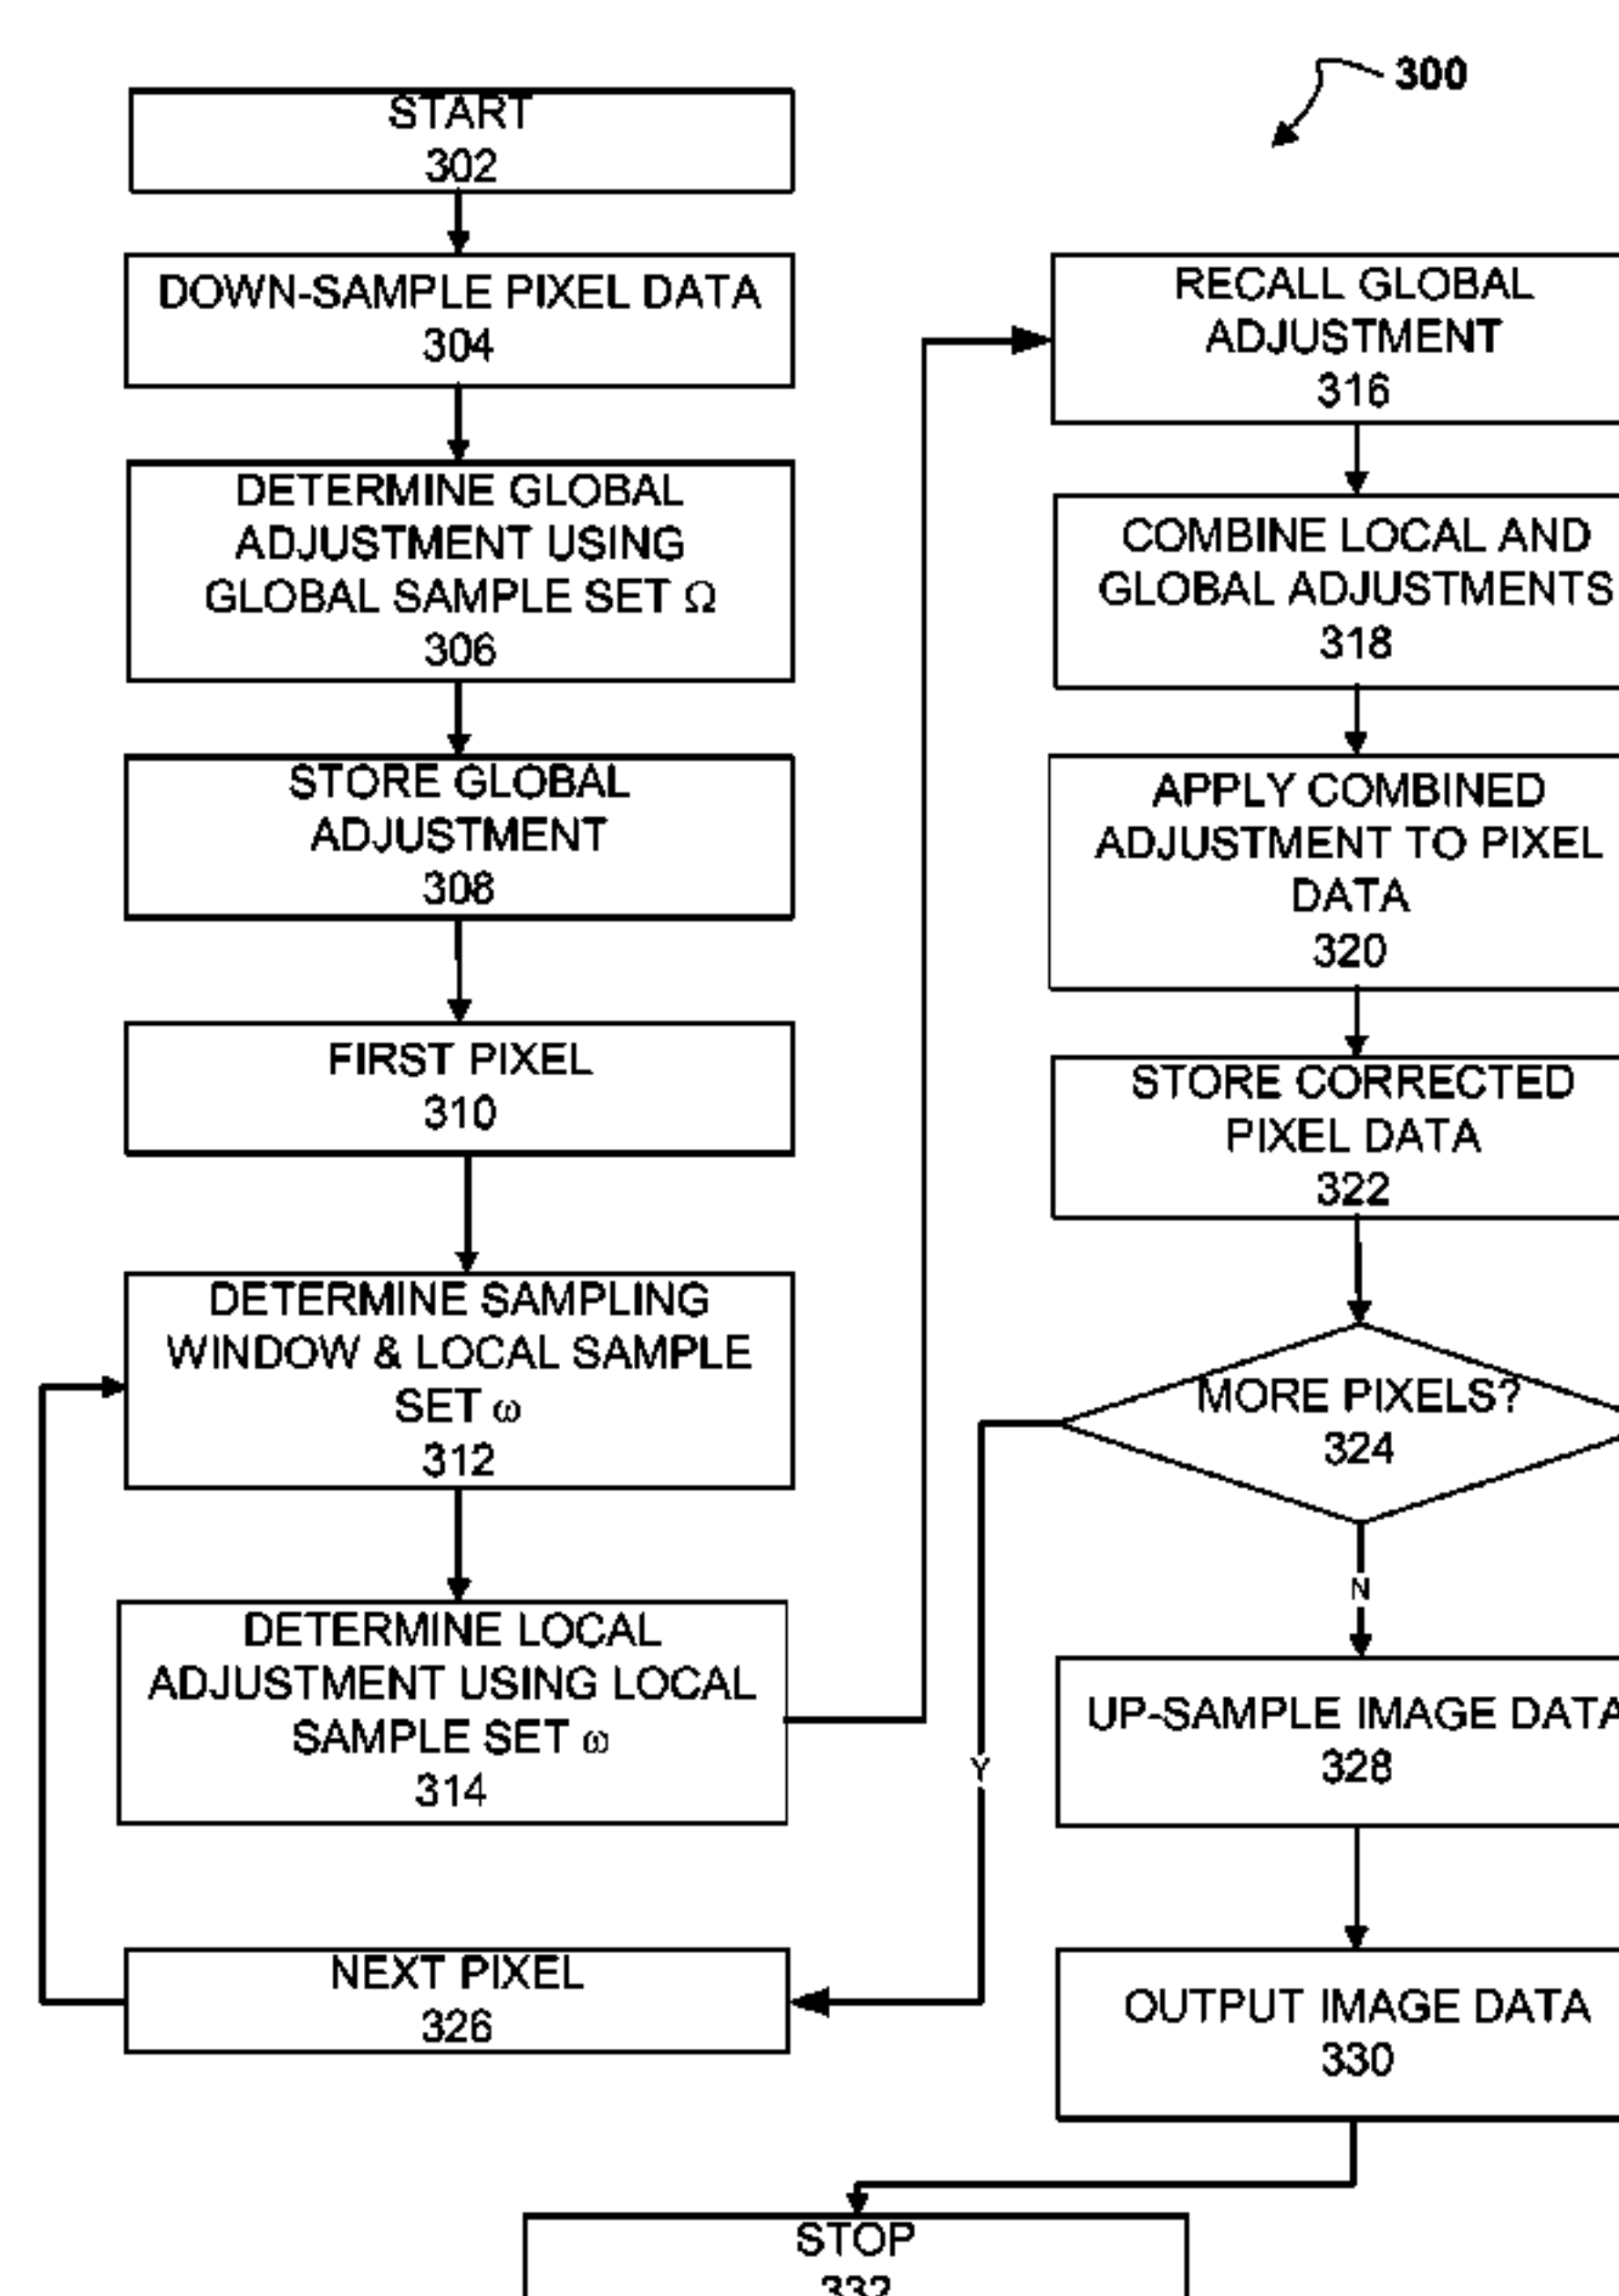 300
START
302
DOWN-SAMPLE PIXEL DATA
304
DETERMINE GLOBAL
ADJUSTMENT USING
GLOBAL SAMPLE SET Ω
306
STORE GLOBAL
ADJUSTMENT
308
FIRST PIXEL
310
DETERMINE SAMPLING
WINDOW & LOCAL SAMPLE
SET ω
312
DETERMINE LOCAL
ADJUSTMENT USING LOCAL
SAMPLE SET ω
314
NEXT PIXEL
326
RECALL GLOBAL
ADJUSTMENT
316
COMBINE LOCAL AND
GLOBAL ADJUSTMENTS
318
APPLY COMBINED
ADJUSTMENT TO PIXEL
DATA
320
STORE CORRECTED
PIXEL DATA
322
MORE PIXELS?
324
Y
N
UP-SAMPLE IMAGE DATA
328
OUTPUT IMAGE DATA
330
STOP
332